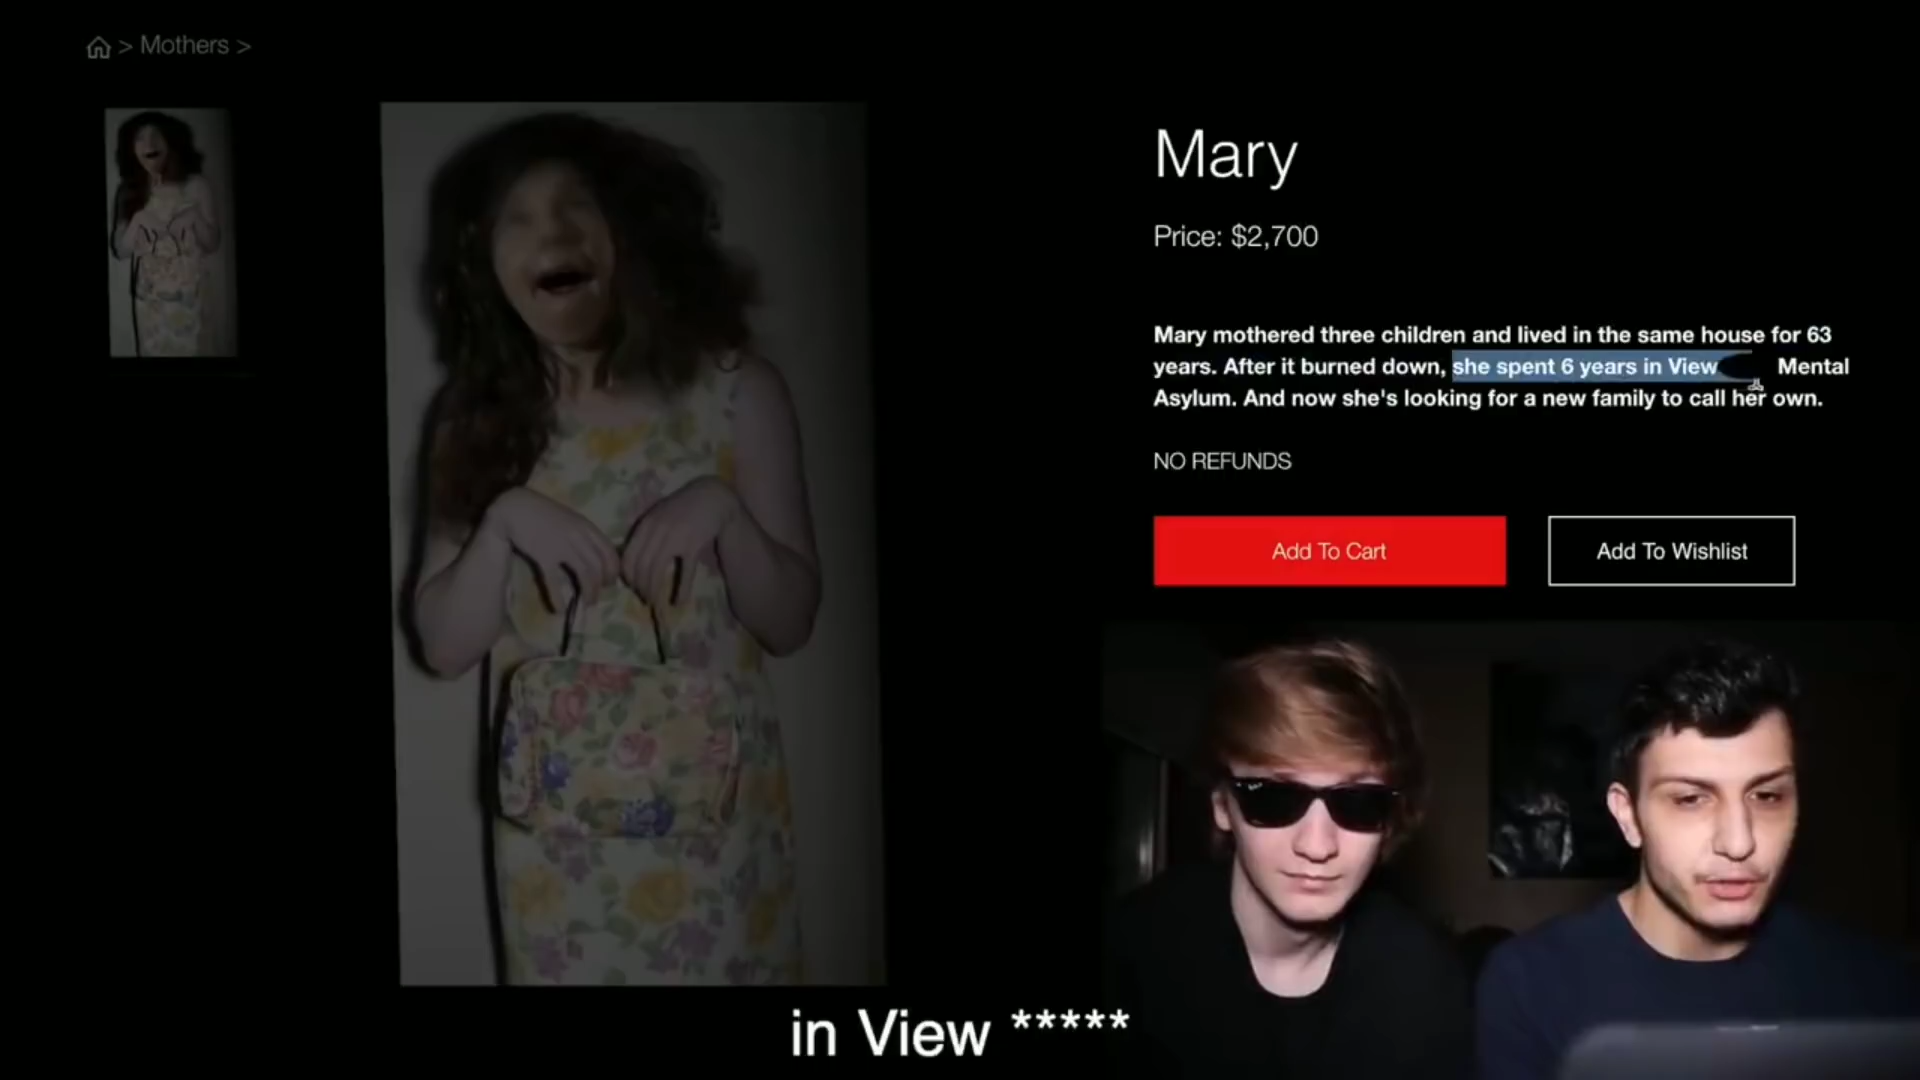 > Mothers >
Mary
Price: $2,700
Mary mothered three children and lived in the same house for 63
years. After it burned down, she spent 6 years in View Mental
Asylum. And now she's looking for a new family to call her own.
NO REFUNDS
Add To Cart
Add To Wishlist
in View *****